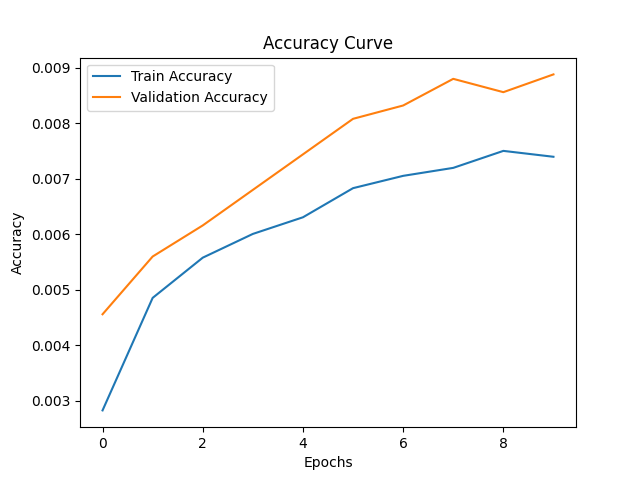 Accuracy Curve
Train Accuracy
Validation Accuracy
Accuracy
0.009
0.008
0.007
0.006
0.005
0.004
0.003
0 2 4 6 8
Epochs